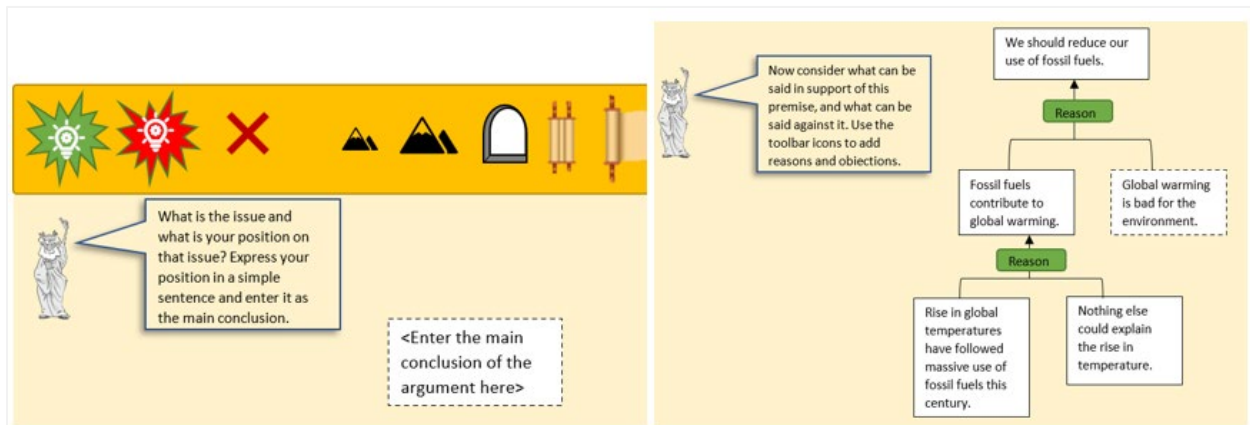 What is the issue and
what is your position on
that issue? Express your
position in a simple
sentence and enter it as
the main conclusion.
<Enter the main
conclusion of the
argument here>
Now consider what can be
said in support of this
premise, and what can be
said against it. Use the
toolbar icons to add
reasons and objections.
We should reduce our
use of fossil fuels.
Reason
Fossil fuels
contribute to
global warming.
Global warming
is bad for the
environment.
Reason
Rise in global
temperatures
have followed
massive use of
fossil fuels this
century.
Nothing else
could explain
the rise in
temperature.